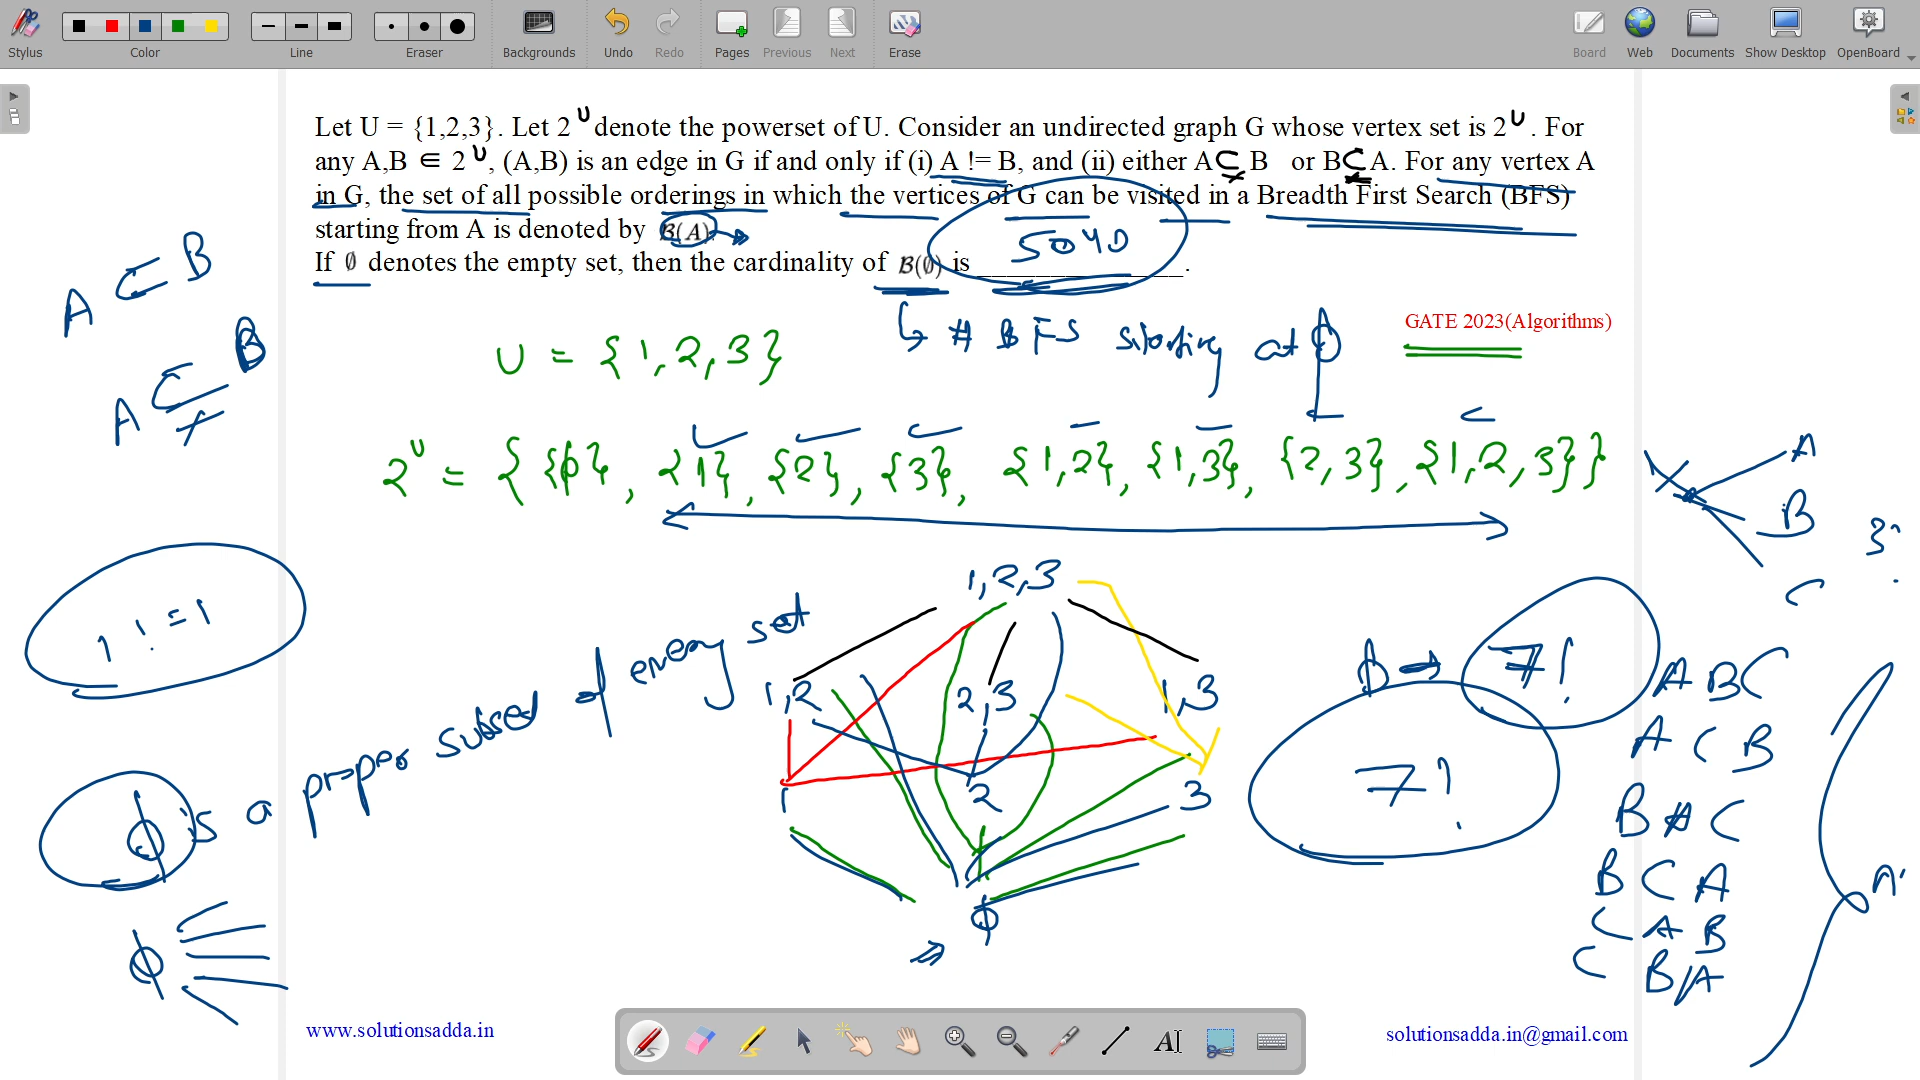 Stylus Color Line Eraser Backgrounds Undo Redo Pages Previous Next Erase Board Web Documents Show Desktop OpenBoard
Let U = {1,2,3}. Let 2 ᵁ denote the powerset of U. Consider an undirected graph G whose vertex set is 2ᵁ. For
any A,B ∈ 2ᵁ, (A,B) is an edge in G if and only if (i) A != B, and (ii) either A ⊊ B or B ⊊ A. For any vertex A
in G, the set of all possible orderings in which the vertices of G can be visited in a Breadth First Search (BFS)
starting from A is denoted by B(A).
If ∅ denotes the empty set, then the cardinality of B(∅) is ______________.
5040
A ⊂ B
A ⊊ B
GATE 2023(Algorithms)
↳ # BFS starting at ϕ
U = {1,2,3}
2ᵁ = { {ϕ}, {1}, {2}, {3}, {1,2}, {1,3}, {2,3}, {1,2,3}}
A
B
C
3?
1! = 1
1,2,3
1,2 2,3 1,3
1 2 3
ϕ
ϕ is a proper subset of every set
ϕ
ϕ → 7!
7!
A B C
A C B
B A C
B C A
C A B
C B A
www.solutionsadda.in
solutionsadda.in@gmail.com